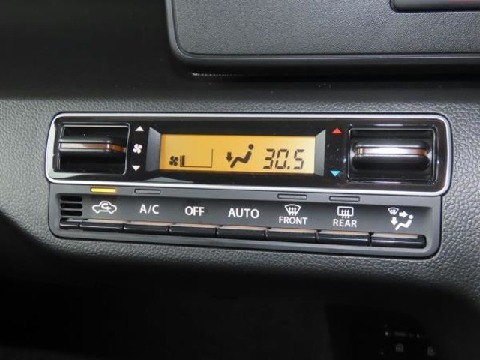 30.5
A/C OFF AUTO FRONT REAR